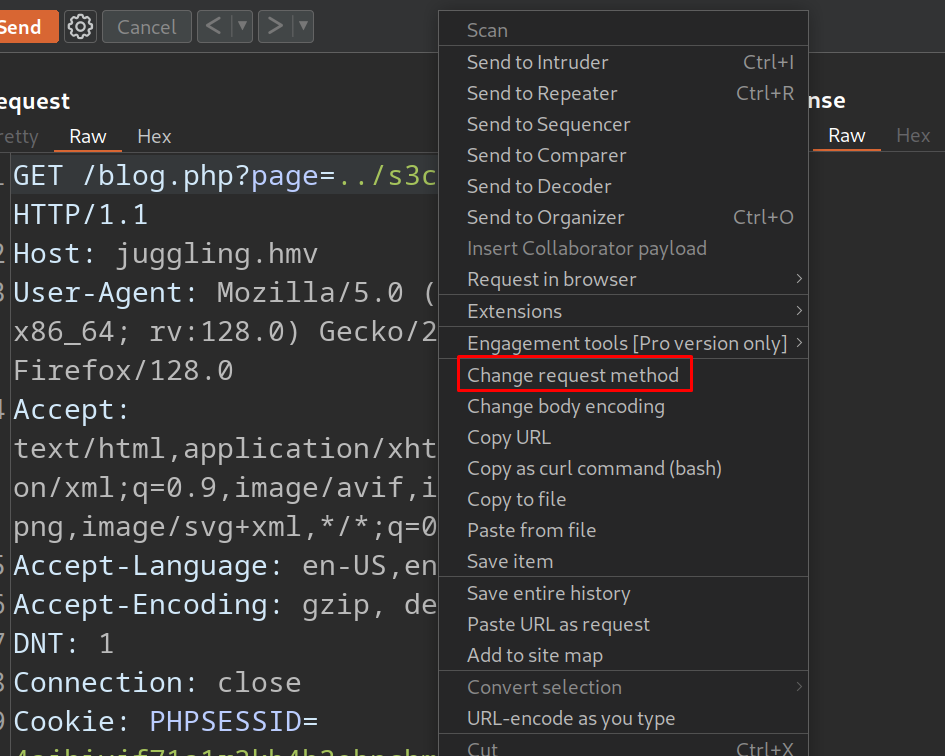 Send
Cancel
Request
Pretty
Raw
Hex
GET /blog.php?page=../s3c
HTTP/1.1
2 Host: juggling.hmv
3 User-Agent: Mozilla/5.0 (
x86_64; rv:128.0) Gecko/2
Firefox/128.0
4 Accept:
text/html,application/xht
on/xml;q=0.9,image/avif,i
png,image/svg+xml,*/*;q=0
5 Accept-Language: en-US,en
6 Accept-Encoding: gzip, de
7 DNT: 1
8 Connection: close
9 Cookie: PHPSESSID=
Scan
Send to Intruder Ctrl+I
Send to Repeater Ctrl+R
Send to Sequencer
Send to Comparer
Send to Decoder
Send to Organizer Ctrl+O
Insert Collaborator payload
Request in browser
Extensions
Engagement tools [Pro version only]
Change request method
Change body encoding
Copy URL
Copy as curl command (bash)
Copy to file
Paste from file
Save item
Save entire history
Paste URL as request
Add to site map
Convert selection
URL-encode as you type
Cut Ctrl+X
nse
Raw
Hex